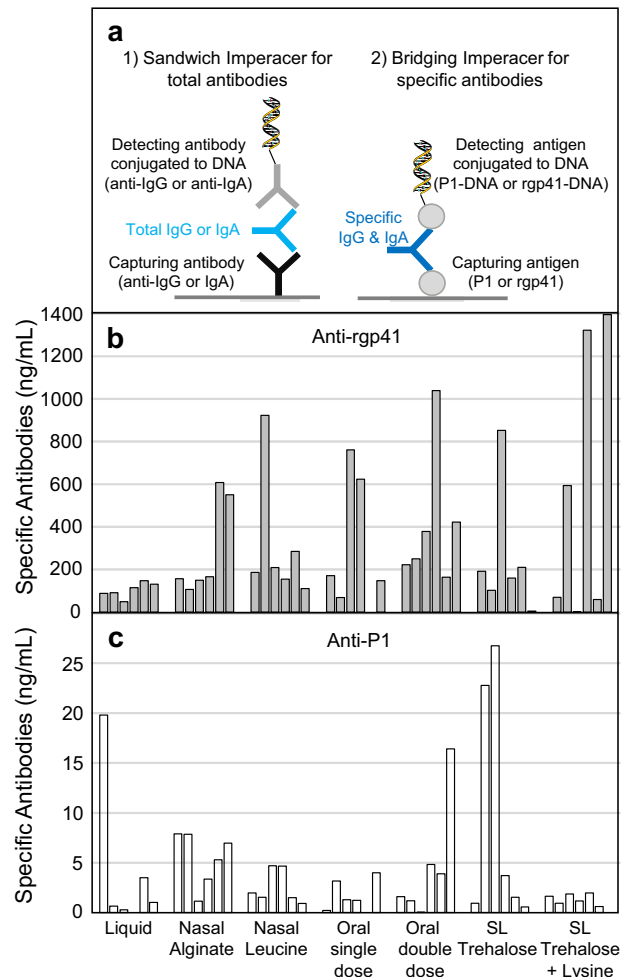 a
1) Sandwich Imperacer for
total antibodies
2) Bridging Imperacer for
specific antibodies
Detecting antibody
conjugated to DNA
(anti-IgG or anti-IgA)
Total IgG or IgA
Capturing antibody
(anti-IgG or IgA)
Detecting antigen
conjugated to DNA
(P1-DNA or rgp41-DNA)
Specific
IgG & IgA
Capturing antigen
(P1 or rgp41)
b
Anti-rgp41
Specific Antibodies (ng/mL)
1400
1200
1000
800
600
400
200
0
c
Anti-P1
Specific Antibodies (ng/mL)
25
20
15
10
5
0
Liquid
Nasal
Alginate
Nasal
Leucine
Oral
single
dose
Oral
double
dose
SL
Trehalose
SL
Trehalose
+ Lysine